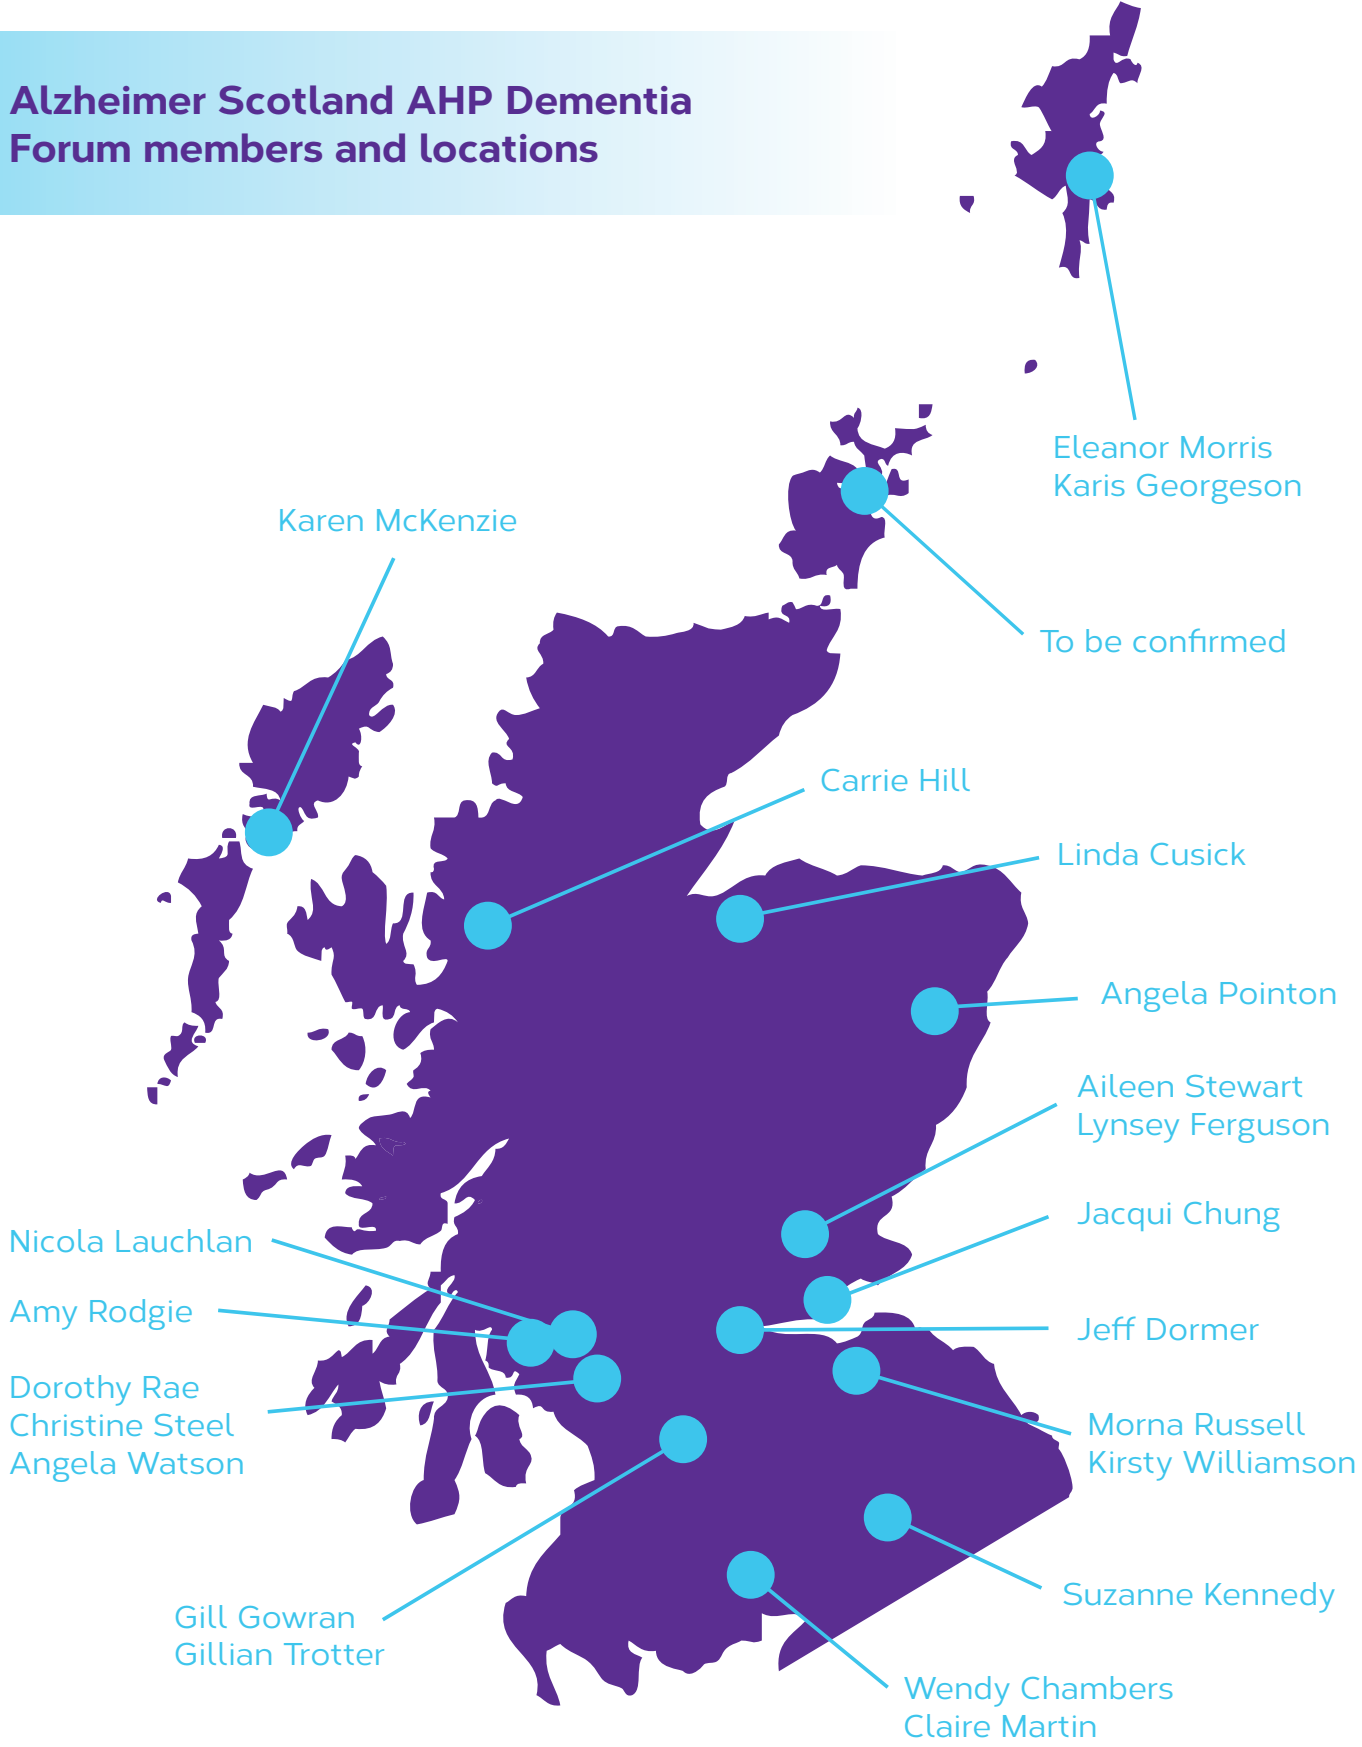 Alzheimer Scotland AHP Dementia
Forum members and locations
Eleanor Morris
Karis Georgeson
Karen McKenzie
To be confirmed
Carrie Hill
Linda Cusick
Angela Pointon
Aileen Stewart
Lynsey Ferguson
Jacqui Chung
Nicola Lauchlan
Amy Rodgie
Jeff Dormer
Dorothy Rae
Christine Steel
Angela Watson
Morna Russell
Kirsty Williamson
Suzanne Kennedy
Gill Gowran
Gillian Trotter
Wendy Chambers
Claire Martin